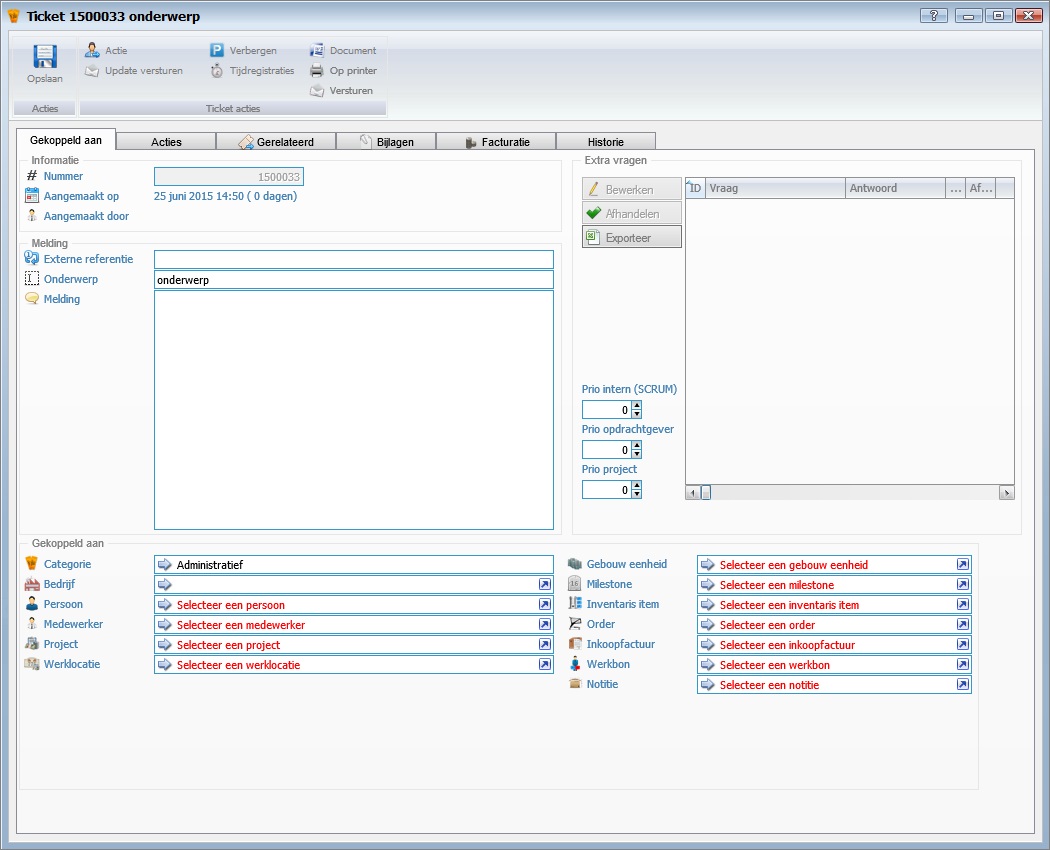 Ticket 1500033 onderwerp
Opslaan
Actie
Update versturen
Verbergen
Tijdregistraties
Document
Op printer
Versturen
Acties
Ticket acties
Gekoppeld aan
Acties
Gerelateerd
Bijlagen
Facturatie
Historie
Informatie
# Nummer
1500033
Aangemaakt op
25 juni 2015 14:50 ( 0 dagen)
Aangemaakt door
Melding
Externe referentie
Onderwerp
onderwerp
Melding
Extra vragen
Bewerken
Afhandelen
Exporteer
ID Vraag Antwoord ... Af...
Prio intern (SCRUM)
0
Prio opdrachtgever
0
Prio project
0
Gekoppeld aan
Categorie
Administratief
Bedrijf
Persoon
Selecteer een persoon
Medewerker
Selecteer een medewerker
Project
Selecteer een project
Werklocatie
Selecteer een werklocatie
Gebouw eenheid
Selecteer een gebouw eenheid
16
Milestone
Selecteer een milestone
Inventaris item
Selecteer een inventaris item
Order
Selecteer een order
Inkoopfactuur
Selecteer een inkoopfactuur
Werkbon
Selecteer een werkbon
Notitie
Selecteer een notitie